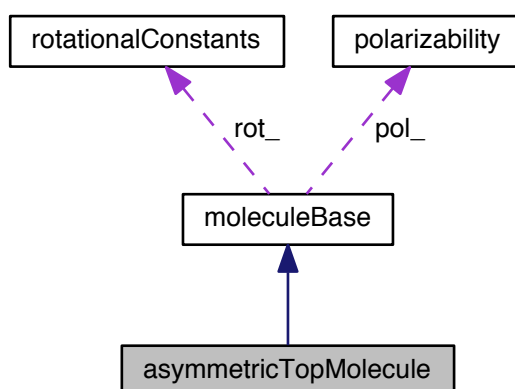 rotationalConstants
polarizability
rot_
pol_
moleculeBase
asymmetricTopMolecule